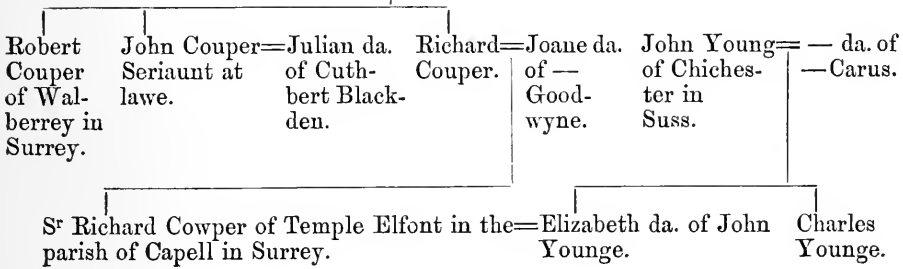 Robert
Couper
of Wal-
berrey in
Surrey.
John Couper=Julian da.
Seriaunt at
lawe.
of Cuth-
bert Black-
den.
Richard=Joane da.
Couper.
of —
Good-
wyne.
John Young= — da. of
of Chiches-
ter in
Suss.
—Carus.
Sr Richard Cowper of Temple Elfont in the=Elizabeth da. of John
parish of Capell in Surrey.
Younge.
Charles
Younge.